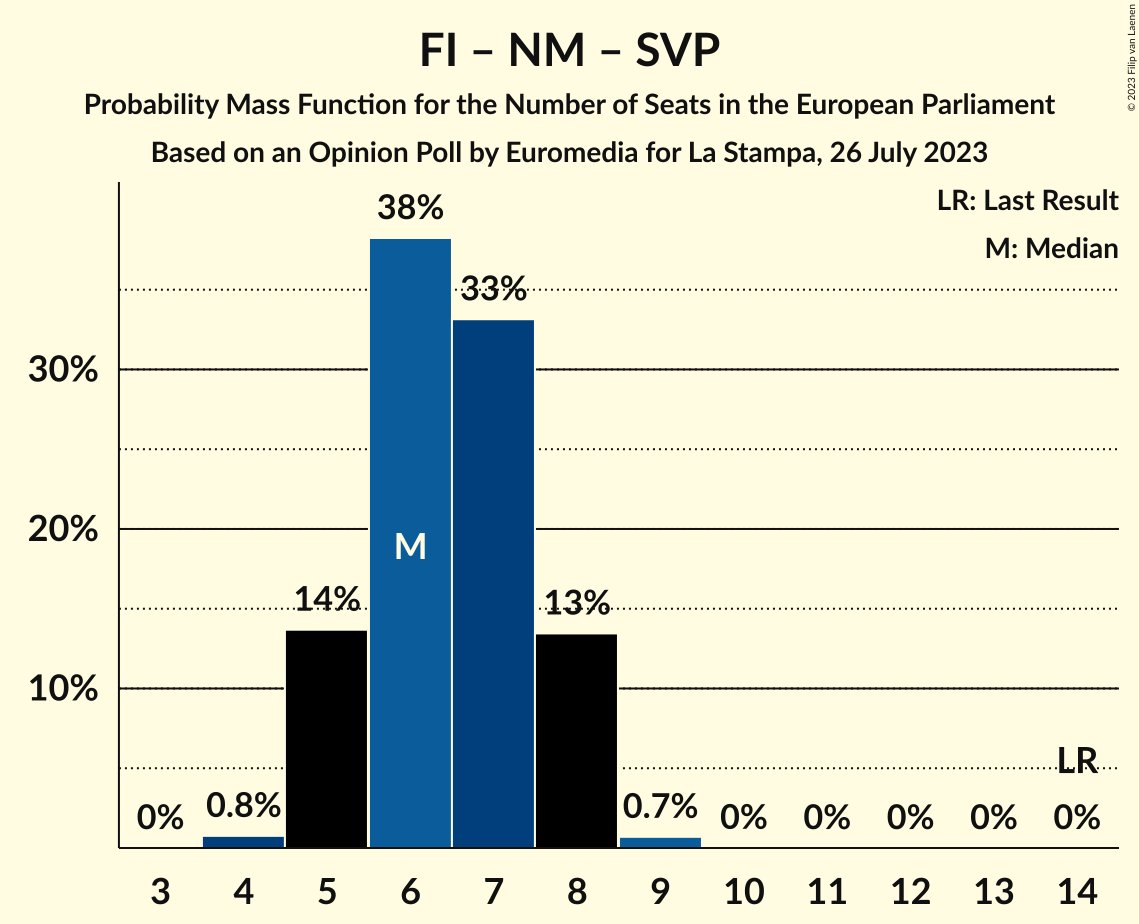 FI – NM – SVP
Probability Mass Function for the Number of Seats in the European Parliament
Based on an Opinion Poll by Euromedia for La Stampa, 26 July 2023
© 2023 Filip van Laenen
LR: Last Result
M: Median
38%
33%
30%
M
20%
14%
13%
10%
LR
0%
0.8%
0.7%
0%
0%
0%
0%
0%
3 4 5 6 7 8 9 10 11 12 13 14